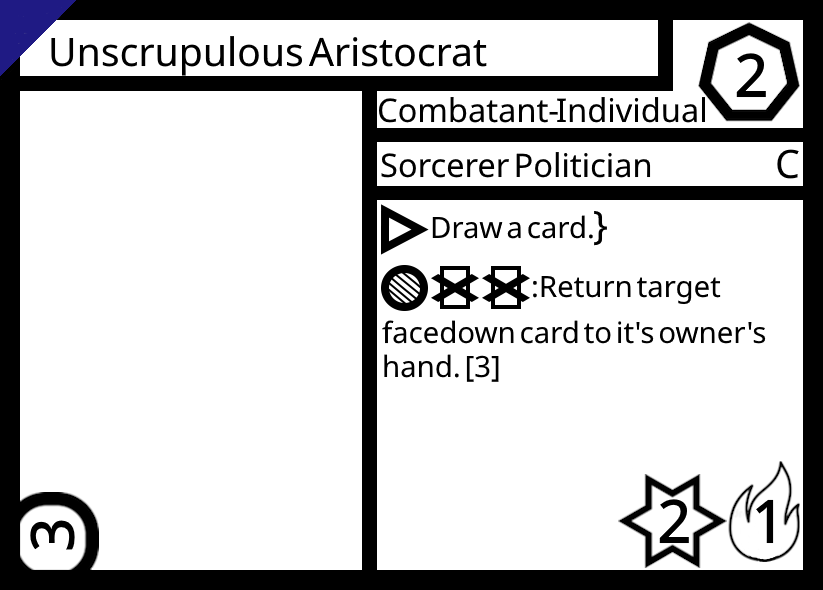 Unscrupulous Aristocrat
2
Combatant-Individual
Sorcerer Politician C
Draw a card.}
:Return target
facedown card to it's owner's
hand. [3]
3
2 1